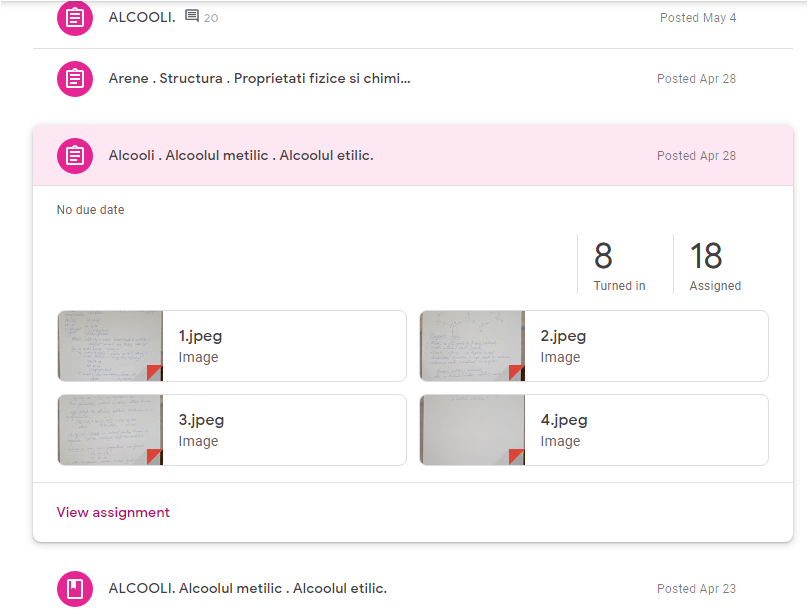 ALCOOLI. 20 Posted May 4
Arene . Structura . Proprietati fizice si chimi... Posted Apr 28
Alcooli . Alcoolul metilic . Alcoolul etilic. Posted Apr 28
No due date
8 18
Turned in Assigned
1.jpeg 2.jpeg
Image Image
3.jpeg 4.jpeg
Image Image
View assignment
ALCOOLI. Alcoolul metilic . Alcoolul etilic. Posted Apr 23